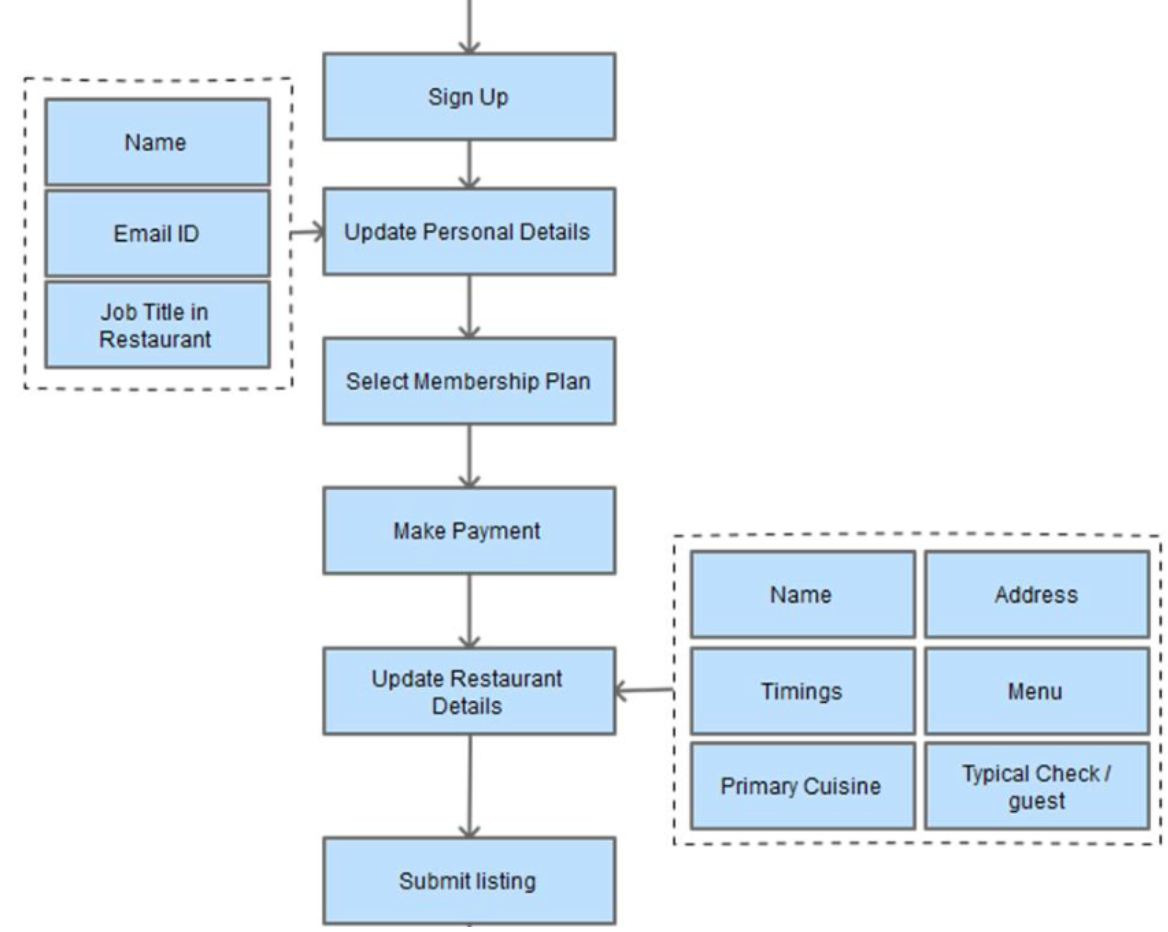 Sign Up
Name
Email ID
Job Title in
Restaurant
Update Personal Details
Select Membership Plan
Make Payment
Update Restaurant
Details
Name
Address
Timings
Menu
Primary Cuisine
Typical Check /
guest
Submit listing